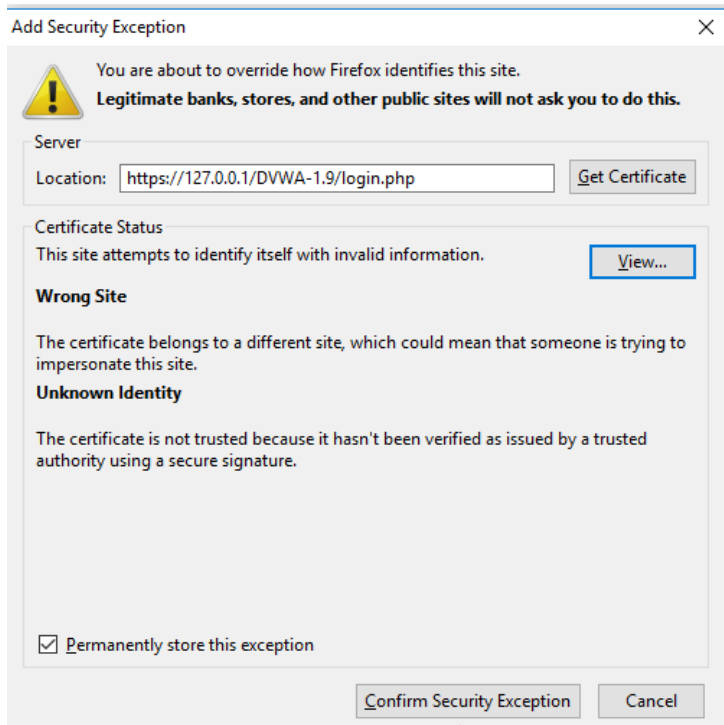 Add Security Exception
You are about to override how Firefox identifies this site.
Legitimate banks, stores, and other public sites will not ask you to do this.
Server
Location: https://127.0.0.1/DVWA-1.9/login.php Get Certificate
Certificate Status
This site attempts to identify itself with invalid information.
View...
Wrong Site
The certificate belongs to a different site, which could mean that someone is trying to
impersonate this site.
Unknown Identity
The certificate is not trusted because it hasn't been verified as issued by a trusted
authority using a secure signature.
Permanently store this exception
Confirm Security Exception Cancel